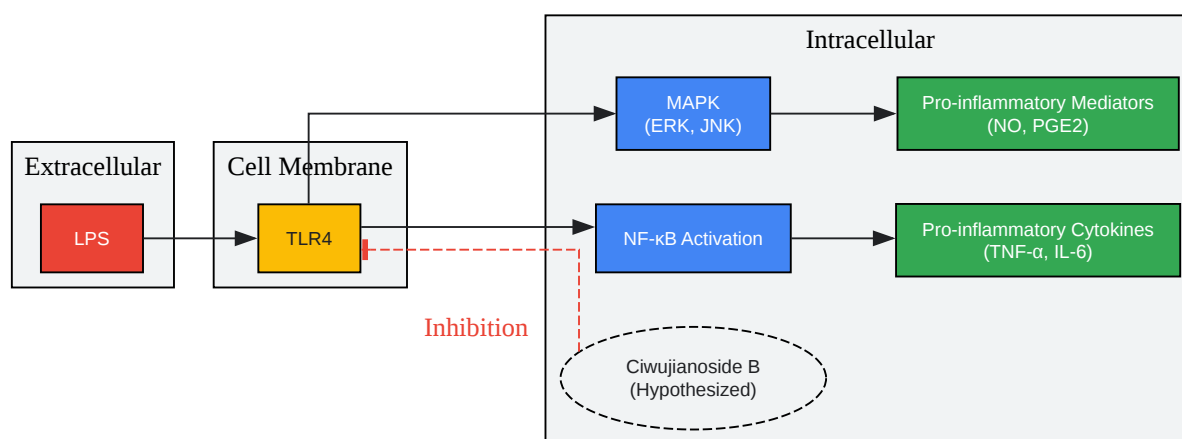 Intracellular
MAPK
(ERK, JNK)
Pro-inflammatory Mediators
(NO, PGE2)
Extracellular
Cell Membrane
LPS
TLR4
NF-κB Activation
Pro-inflammatory Cytokines
(TNF-α, IL-6)
Inhibition
Ciwujianoside B
(Hypothesized)